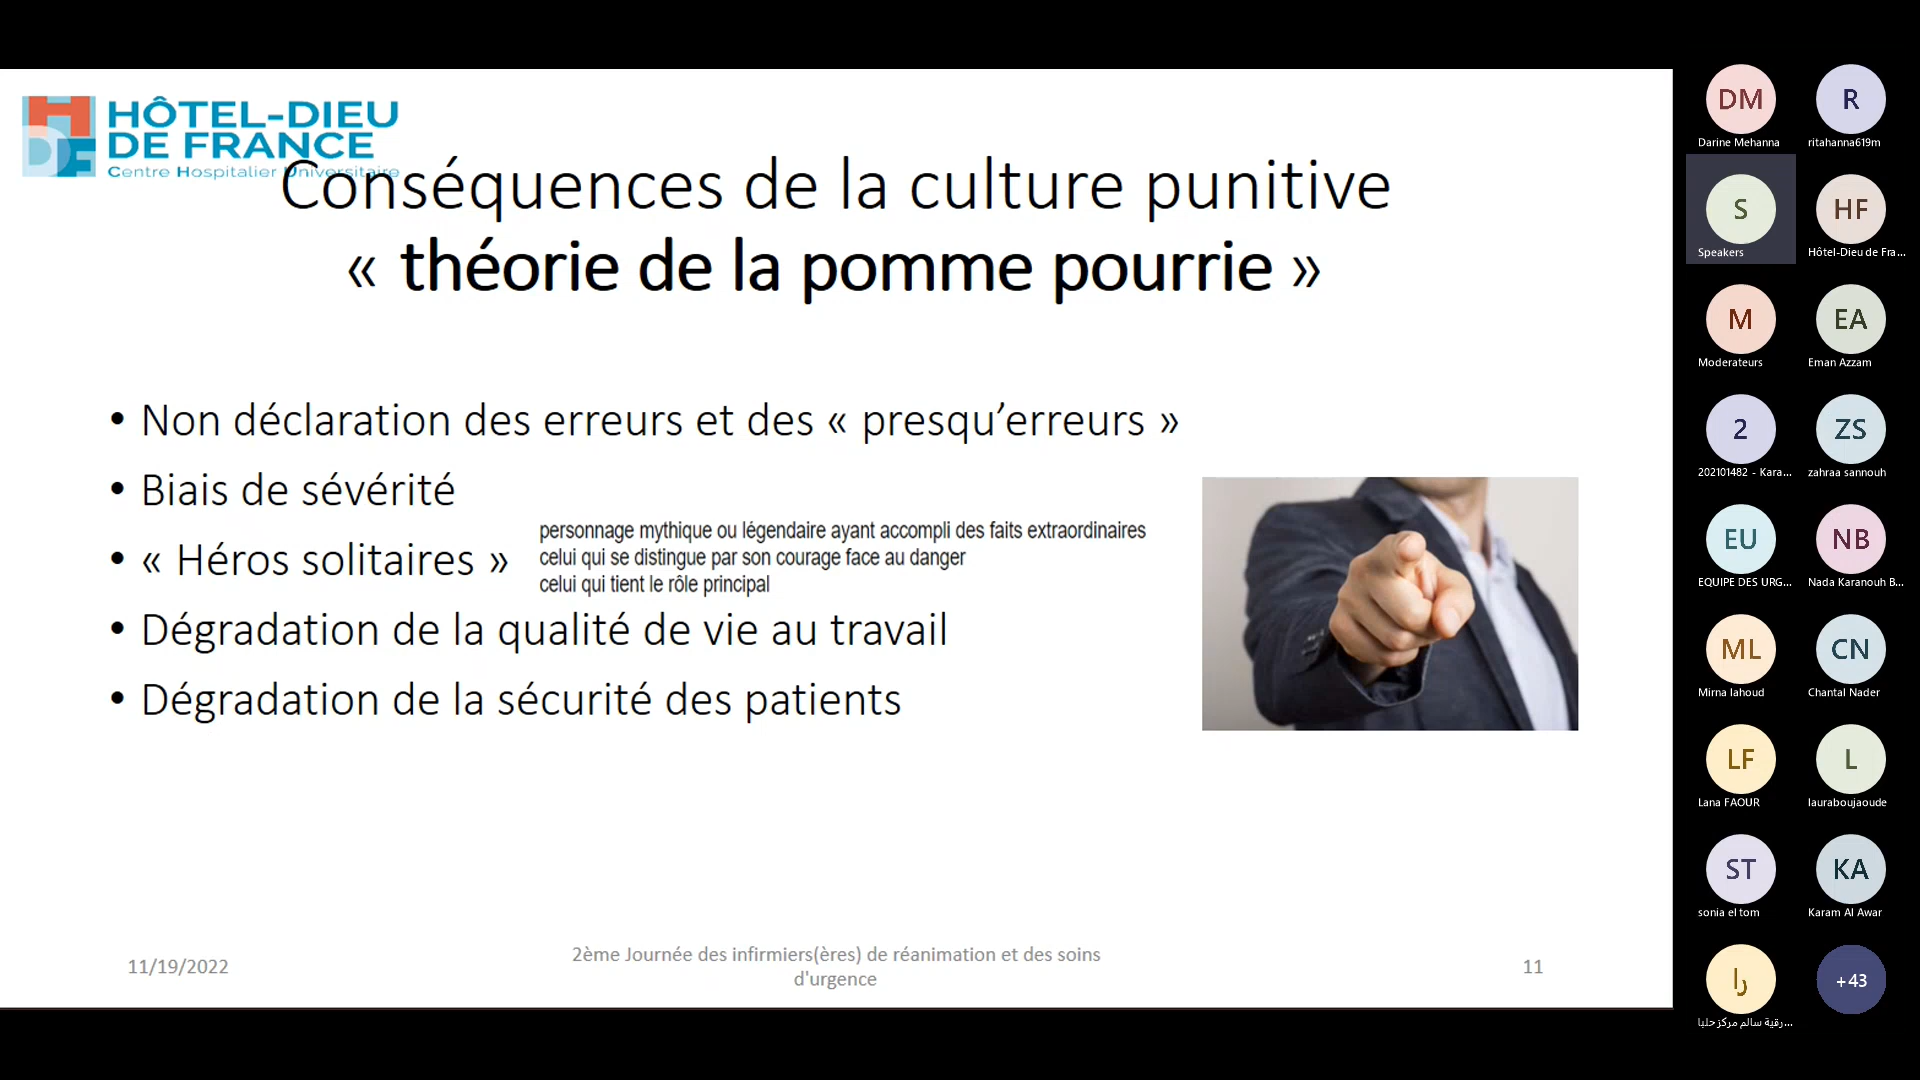 HÔTEL-DIEU
DE FRANCE
Centre Hospitalier Universitaire
Conséquences de la culture punitive
« théorie de la pomme pourrie »
• Non déclaration des erreurs et des « presqu’erreurs »
• Biais de sévérité
• « Héros solitaires »
personnage mythique ou légendaire ayant accompli des faits extraordinaires
celui qui se distingue par son courage face au danger
celui qui tient le rôle principal
• Dégradation de la qualité de vie au travail
• Dégradation de la sécurité des patients
11/19/2022
2ème Journée des infirmiers(ères) de réanimation et des soins
d'urgence
11
DM
Darine Mehanna
R
ritahanna619m
S
Speakers
HF
Hôtel-Dieu de Fra...
M
Moderateurs
EA
Eman Azzam
2
202101482 - Kara...
ZS
zahraa sannouh
EU
EQUIPE DES URG...
NB
Nada Karanouh B...
ML
Mirna lahoud
CN
Chantal Nader
LF
Lana FAOUR
L
lauraboujaoude
ST
sonia el tom
KA
Karam Al Awar
را
رقية سالم مركز حلبا...
+43